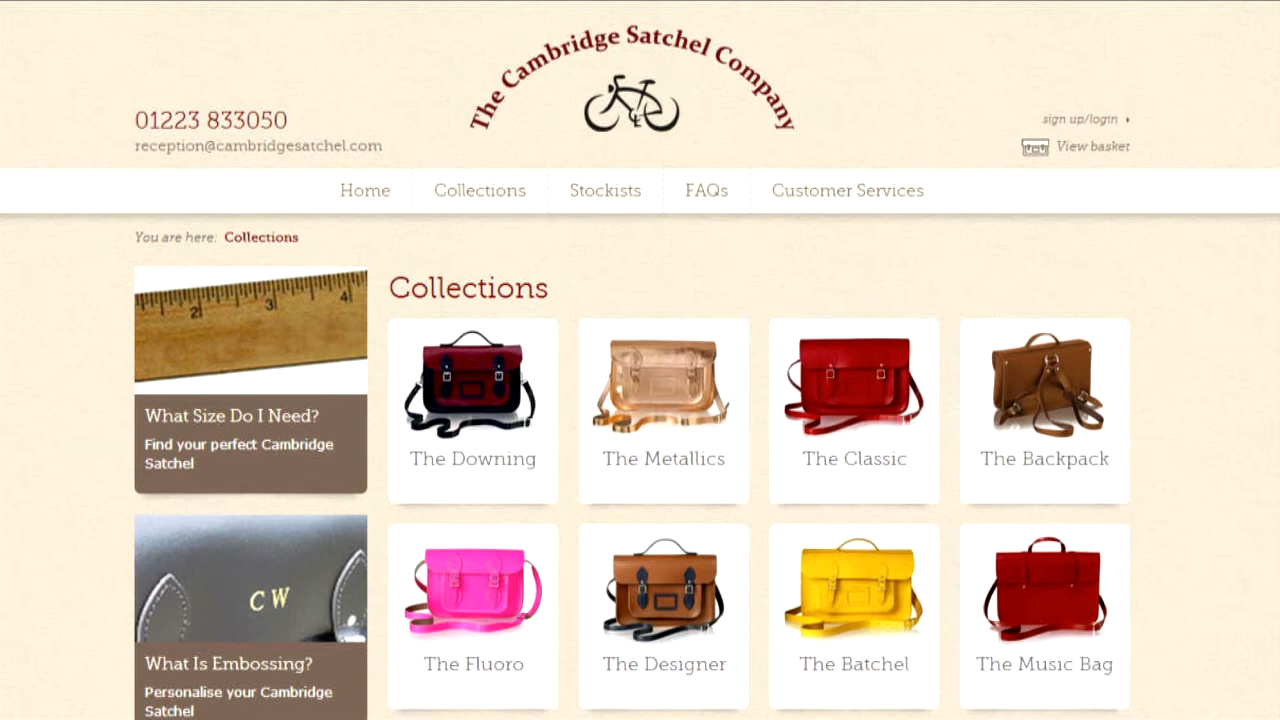 The Cambridge Satchel Company
01223 833050
reception@cambridgesatchel.com
sign up/login
View basket
Home Collections Stockists FAQs Customer Services
You are here: Collections
2 3 4
What Size Do I Need?
Find your perfect Cambridge
Satchel
CW
What Is Embossing?
Personalise your Cambridge
Satchel
Collections
The Downing The Metallics The Classic The Backpack
The Fluoro The Designer The Batchel The Music Bag